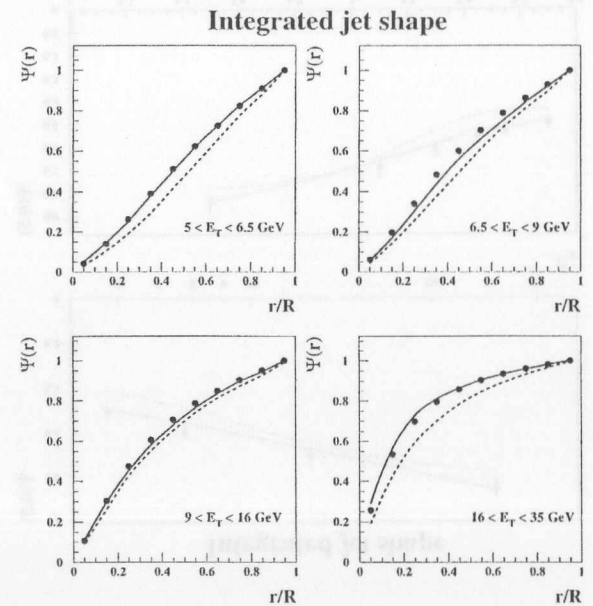 Integrated jet shape
Ψ(r)
1
0.8
0.6
0.4
0.2
0
5 < E_T < 6.5 GeV
0 0.2 0.4 0.6 0.8 1
r/R
Ψ(r)
1
0.8
0.6
0.4
0.2
0
6.5 < E_T < 9 GeV
0 0.2 0.4 0.6 0.8 1
r/R
Ψ(r)
1
0.8
0.6
0.4
0.2
0
9 < E_T < 16 GeV
0 0.2 0.4 0.6 0.8 1
r/R
Ψ(r)
1
0.8
0.6
0.4
0.2
0
16 < E_T < 35 GeV
0 0.2 0.4 0.6 0.8 1
r/R
Integrated jet shape